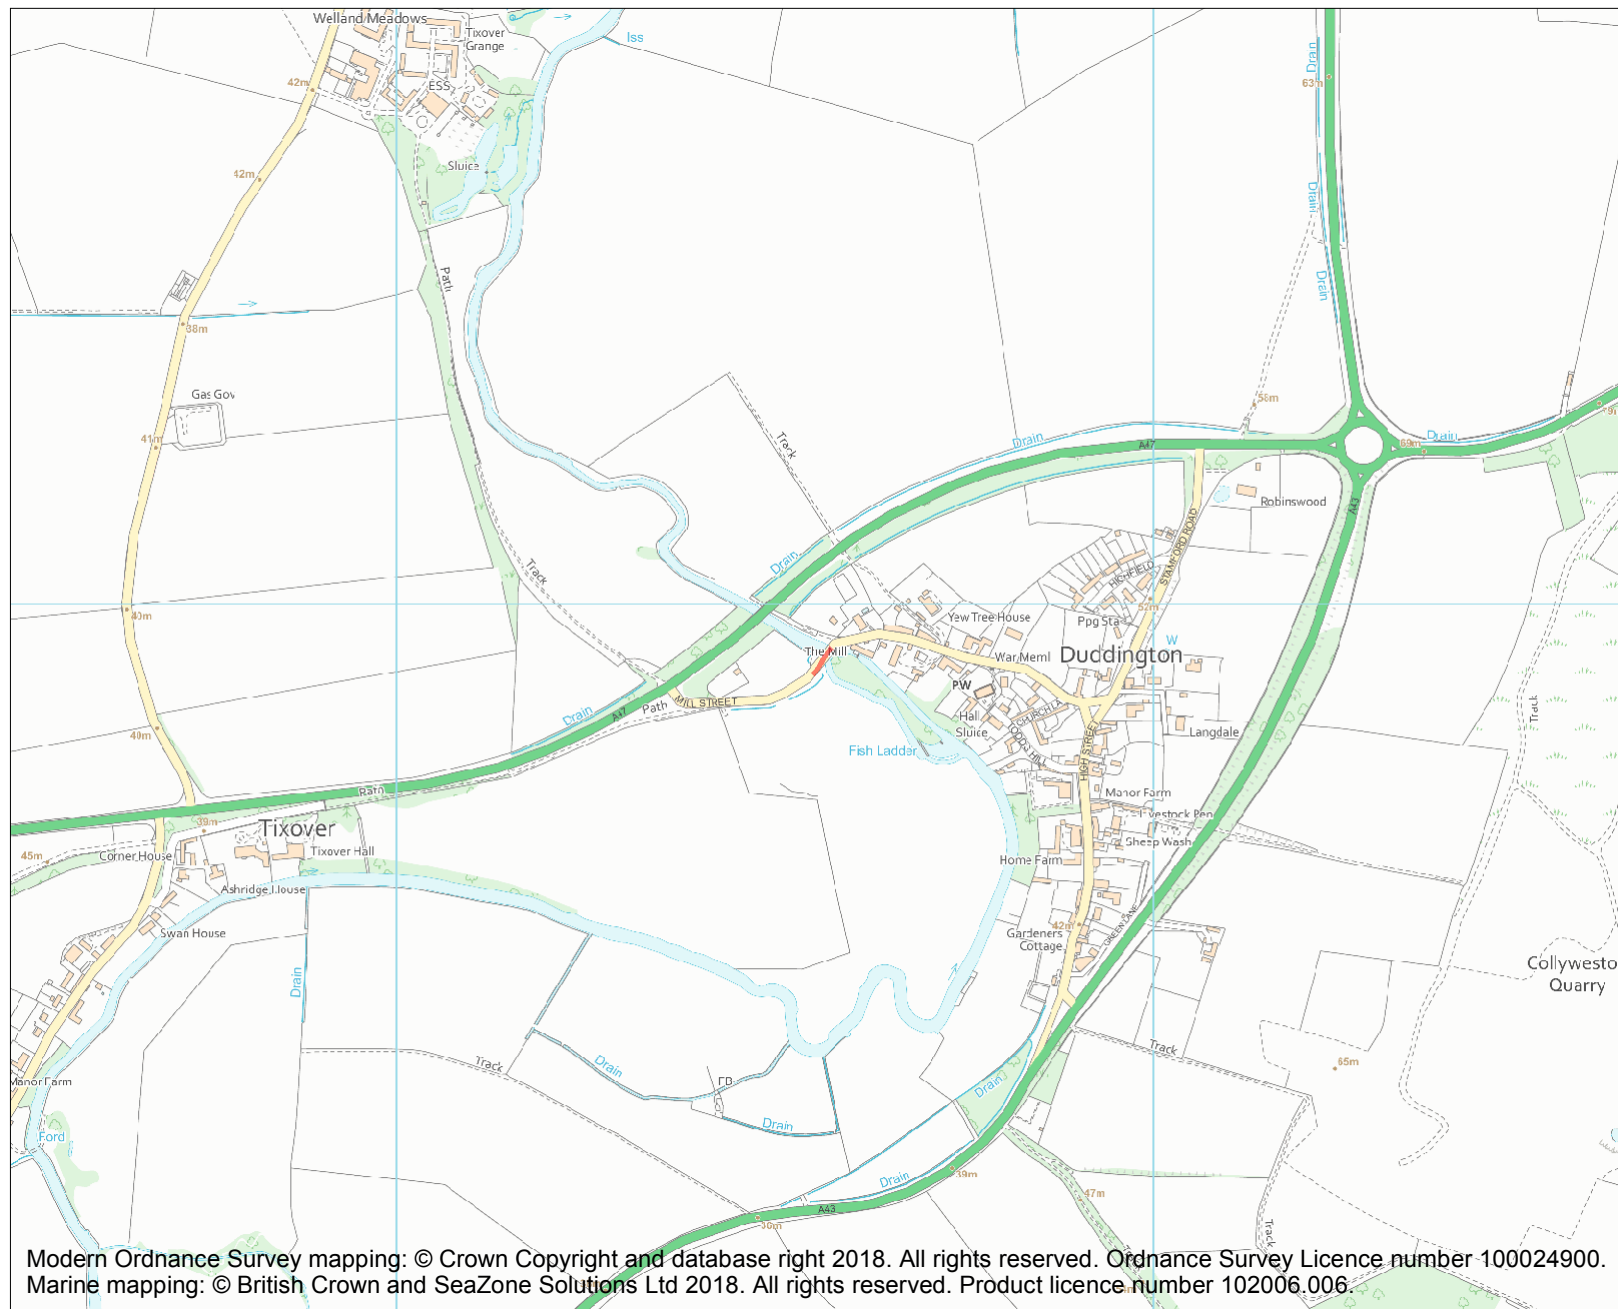 Welland Meadows
Tixover
Grange
Iss
ESS
42m
63m
Drain
Sluice
42m
Drain
Path
Drain
38m
Gas Gov
58m
41m
Track
Drain
A47
69m
Drain
Robinswood
A43
STAMFORD ROAD
Drain
Track
HIGHFIELD
40m
52m
Yew Tree House
Ppg Sta
W
The Mill
War Meml
Duddington
PW
MILL STREET
Path
Drain
A47
Hall
Sluice
CHURCH LA
Track
40m
Fish Ladder
HIGH STREET
Langdale
Path
Manor Farm
Livestock Pen
39m
Tixover
Sheep Wash
45m
Corner House
Tixover Hall
Home Farm
Ashridge House
42m
GREEN LANE
Swan House
Gardeners
Cottage
Drain
Collyweston
Quarry
Track
Drain
Track
65m
Manor Farm
Drain
Drain
Ford
39m
Drain
47m
A43
36m
Track
Modern Ordnance Survey mapping: © Crown Copyright and database right 2018. All rights reserved. Ordnance Survey Licence number 100024900.
Marine mapping: © British Crown and SeaZone Solutions Ltd 2018. All rights reserved. Product licence number 102006.006.